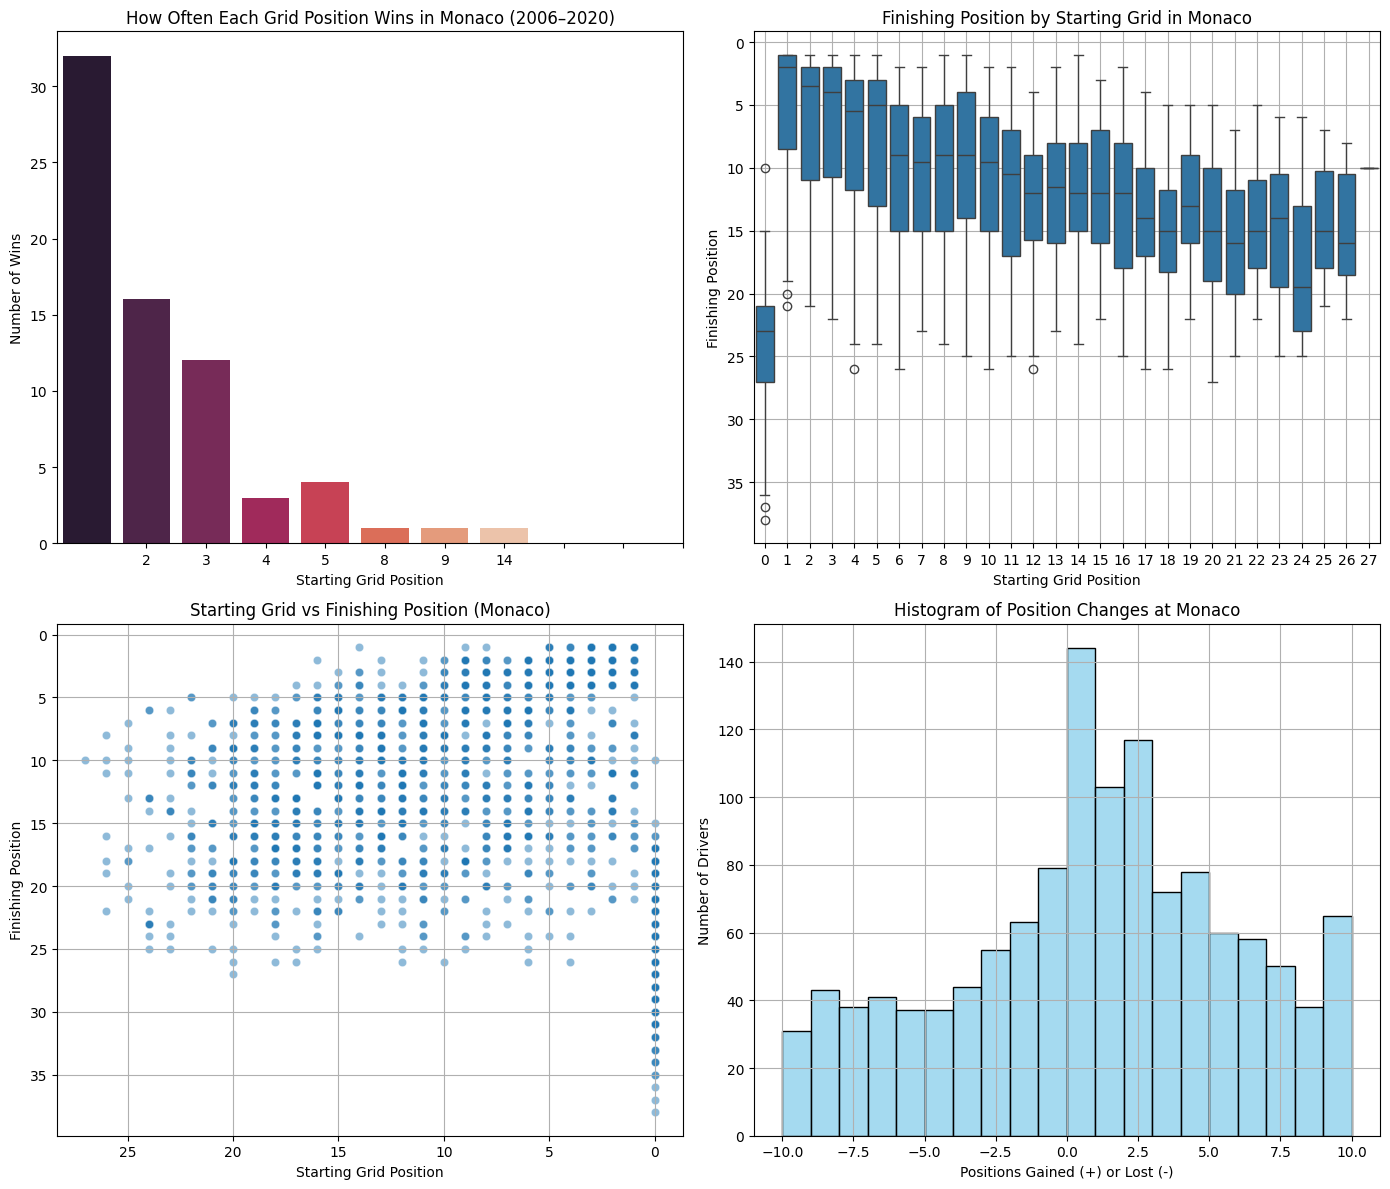 How Often Each Grid Position Wins in Monaco (2006–2020)
30
25
20
15
10
5
0
Number of Wins
2 3 4 5 8 9 14
Starting Grid Position
Finishing Position by Starting Grid in Monaco
0
5
10
15
20
25
30
35
Finishing Position
0 1 2 3 4 5 6 7 8 9 10 11 12 13 14 15 16 17 18 19 20 21 22 23 24 25 26 27
Starting Grid Position
Starting Grid vs Finishing Position (Monaco)
0
5
10
15
20
25
30
35
Finishing Position
25 20 15 10 5 0
Starting Grid Position
Histogram of Position Changes at Monaco
140
120
100
80
60
40
20
0
Number of Drivers
−10.0 −7.5 −5.0 −2.5 0.0 2.5 5.0 7.5 10.0
Positions Gained (+) or Lost (-)